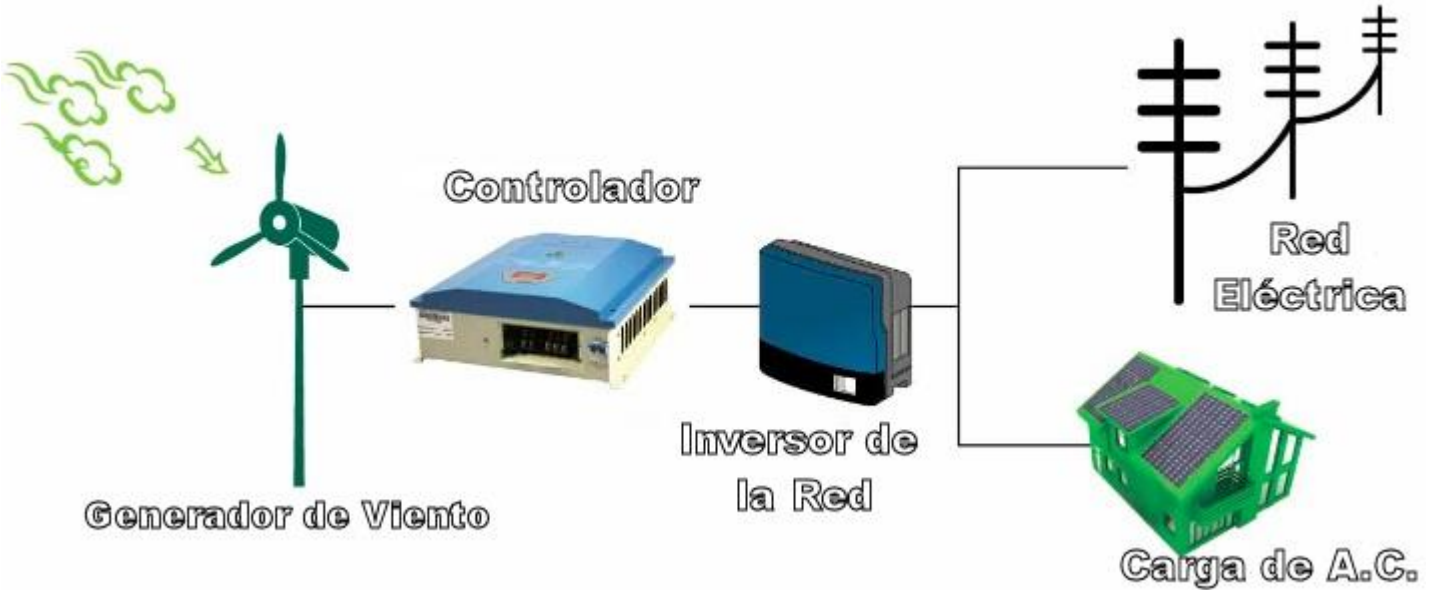 Controlador
Red
Eléctrica
Inversor de
la Red
Generador de Viento
Carga de A.C.